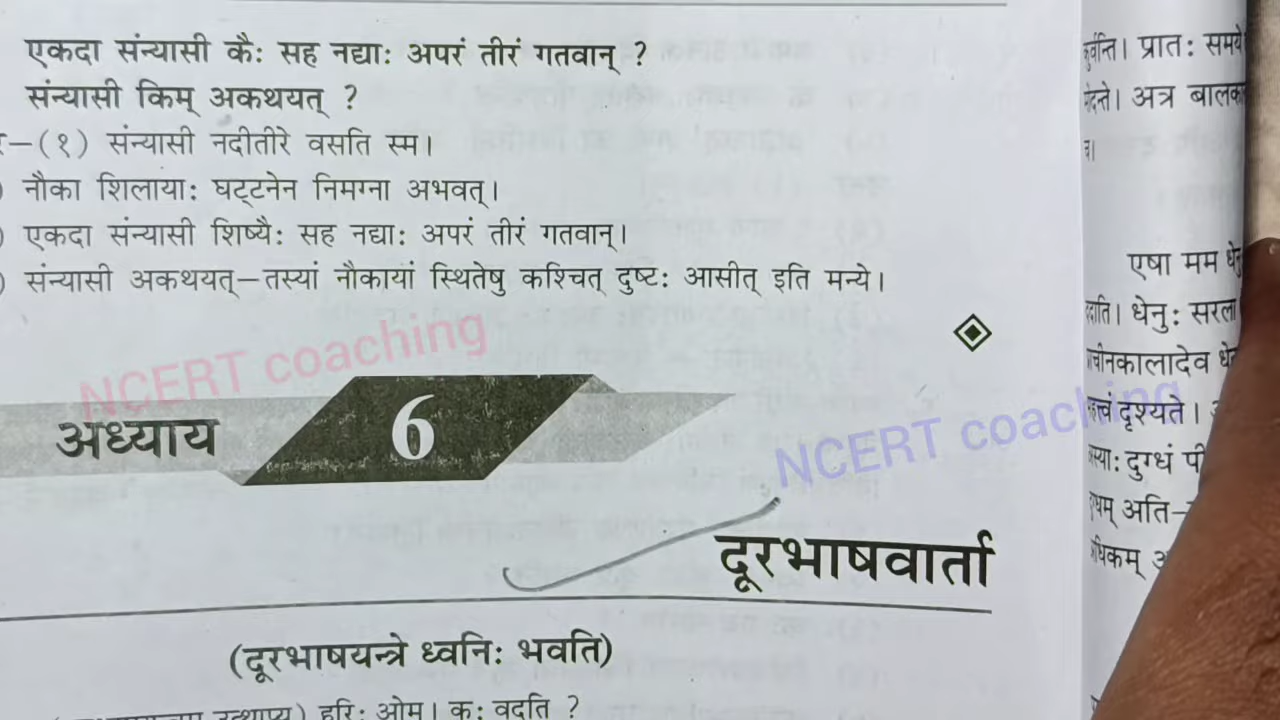 एकदा संन्यासी कैः सह नद्याः अपरं तीरं गतवान् ?
संन्यासी किम् अकथयत् ?
–(१) संन्यासी नदीतीरे वसति स्म।
नौका शिलायाः घट्टनेन निमग्ना अभवत्।
एकदा संन्यासी शिष्यैः सह नद्याः अपरं तीरं गतवान्।
संन्यासी अकथयत्–तस्यां नौकायां स्थितेषु कश्चित् दुष्टः आसीत् इति मन्ये।
NCERT coaching
अध्याय 6
NCERT coaching
दूरभाषवार्ता
(दूरभाषयन्त्रे ध्वनिः भवति)
हरिः ओम्। कः वदति ?
प्रातः समये
अत्र
एषा मम
धेनुः सरला
दृश्यते।
दुग्धं
अति–